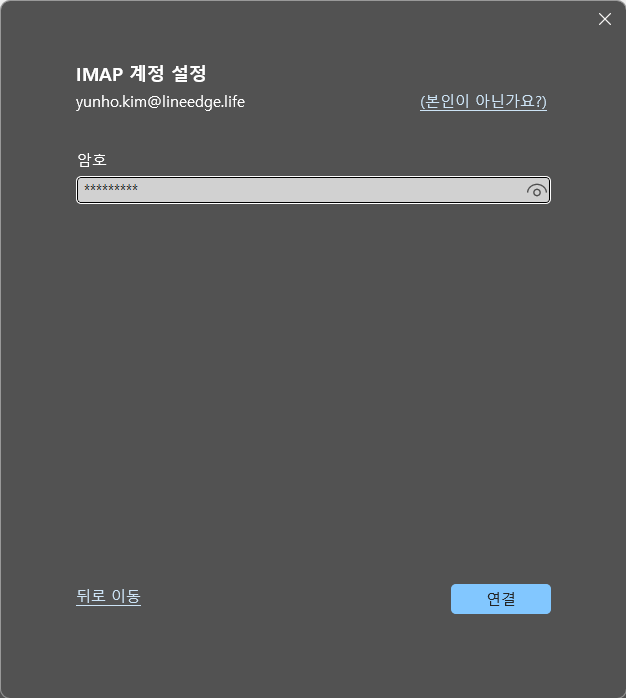 IMAP 계정 설정
yunho.kim@lineedge.life (본인이 아닌가요?)
암호
*********
뒤로 이동 연결